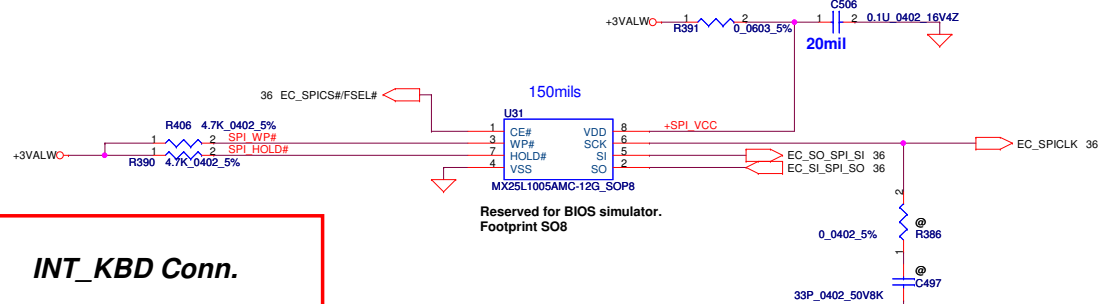 C506
+3VALW
1
2
R391
0_0603_5%
1
2
0.1U_0402_16V4Z
20mil
36 EC_SPICS#/FSEL#
150mils
U31
R406 4.7K_0402_5%
1
2
SPI_WP#
SPI_HOLD#
+3VALW
1
2
R390
4.7K_0402_5%
1
CE#
VDD
8
+SPI_VCC
3
WP#
SCK
6
EC_SPICLK 36
7
HOLD#
SI
5
EC_SO_SPI_SI 36
4
VSS
SO
2
EC_SI_SPI_SO 36
MX25L1005AMC-12G_SOP8
Reserved for BIOS simulator.
Footprint SO8
2
@
0_0402_5%
R386
1
INT_KBD Conn.
@
C497
33P_0402_50V8K